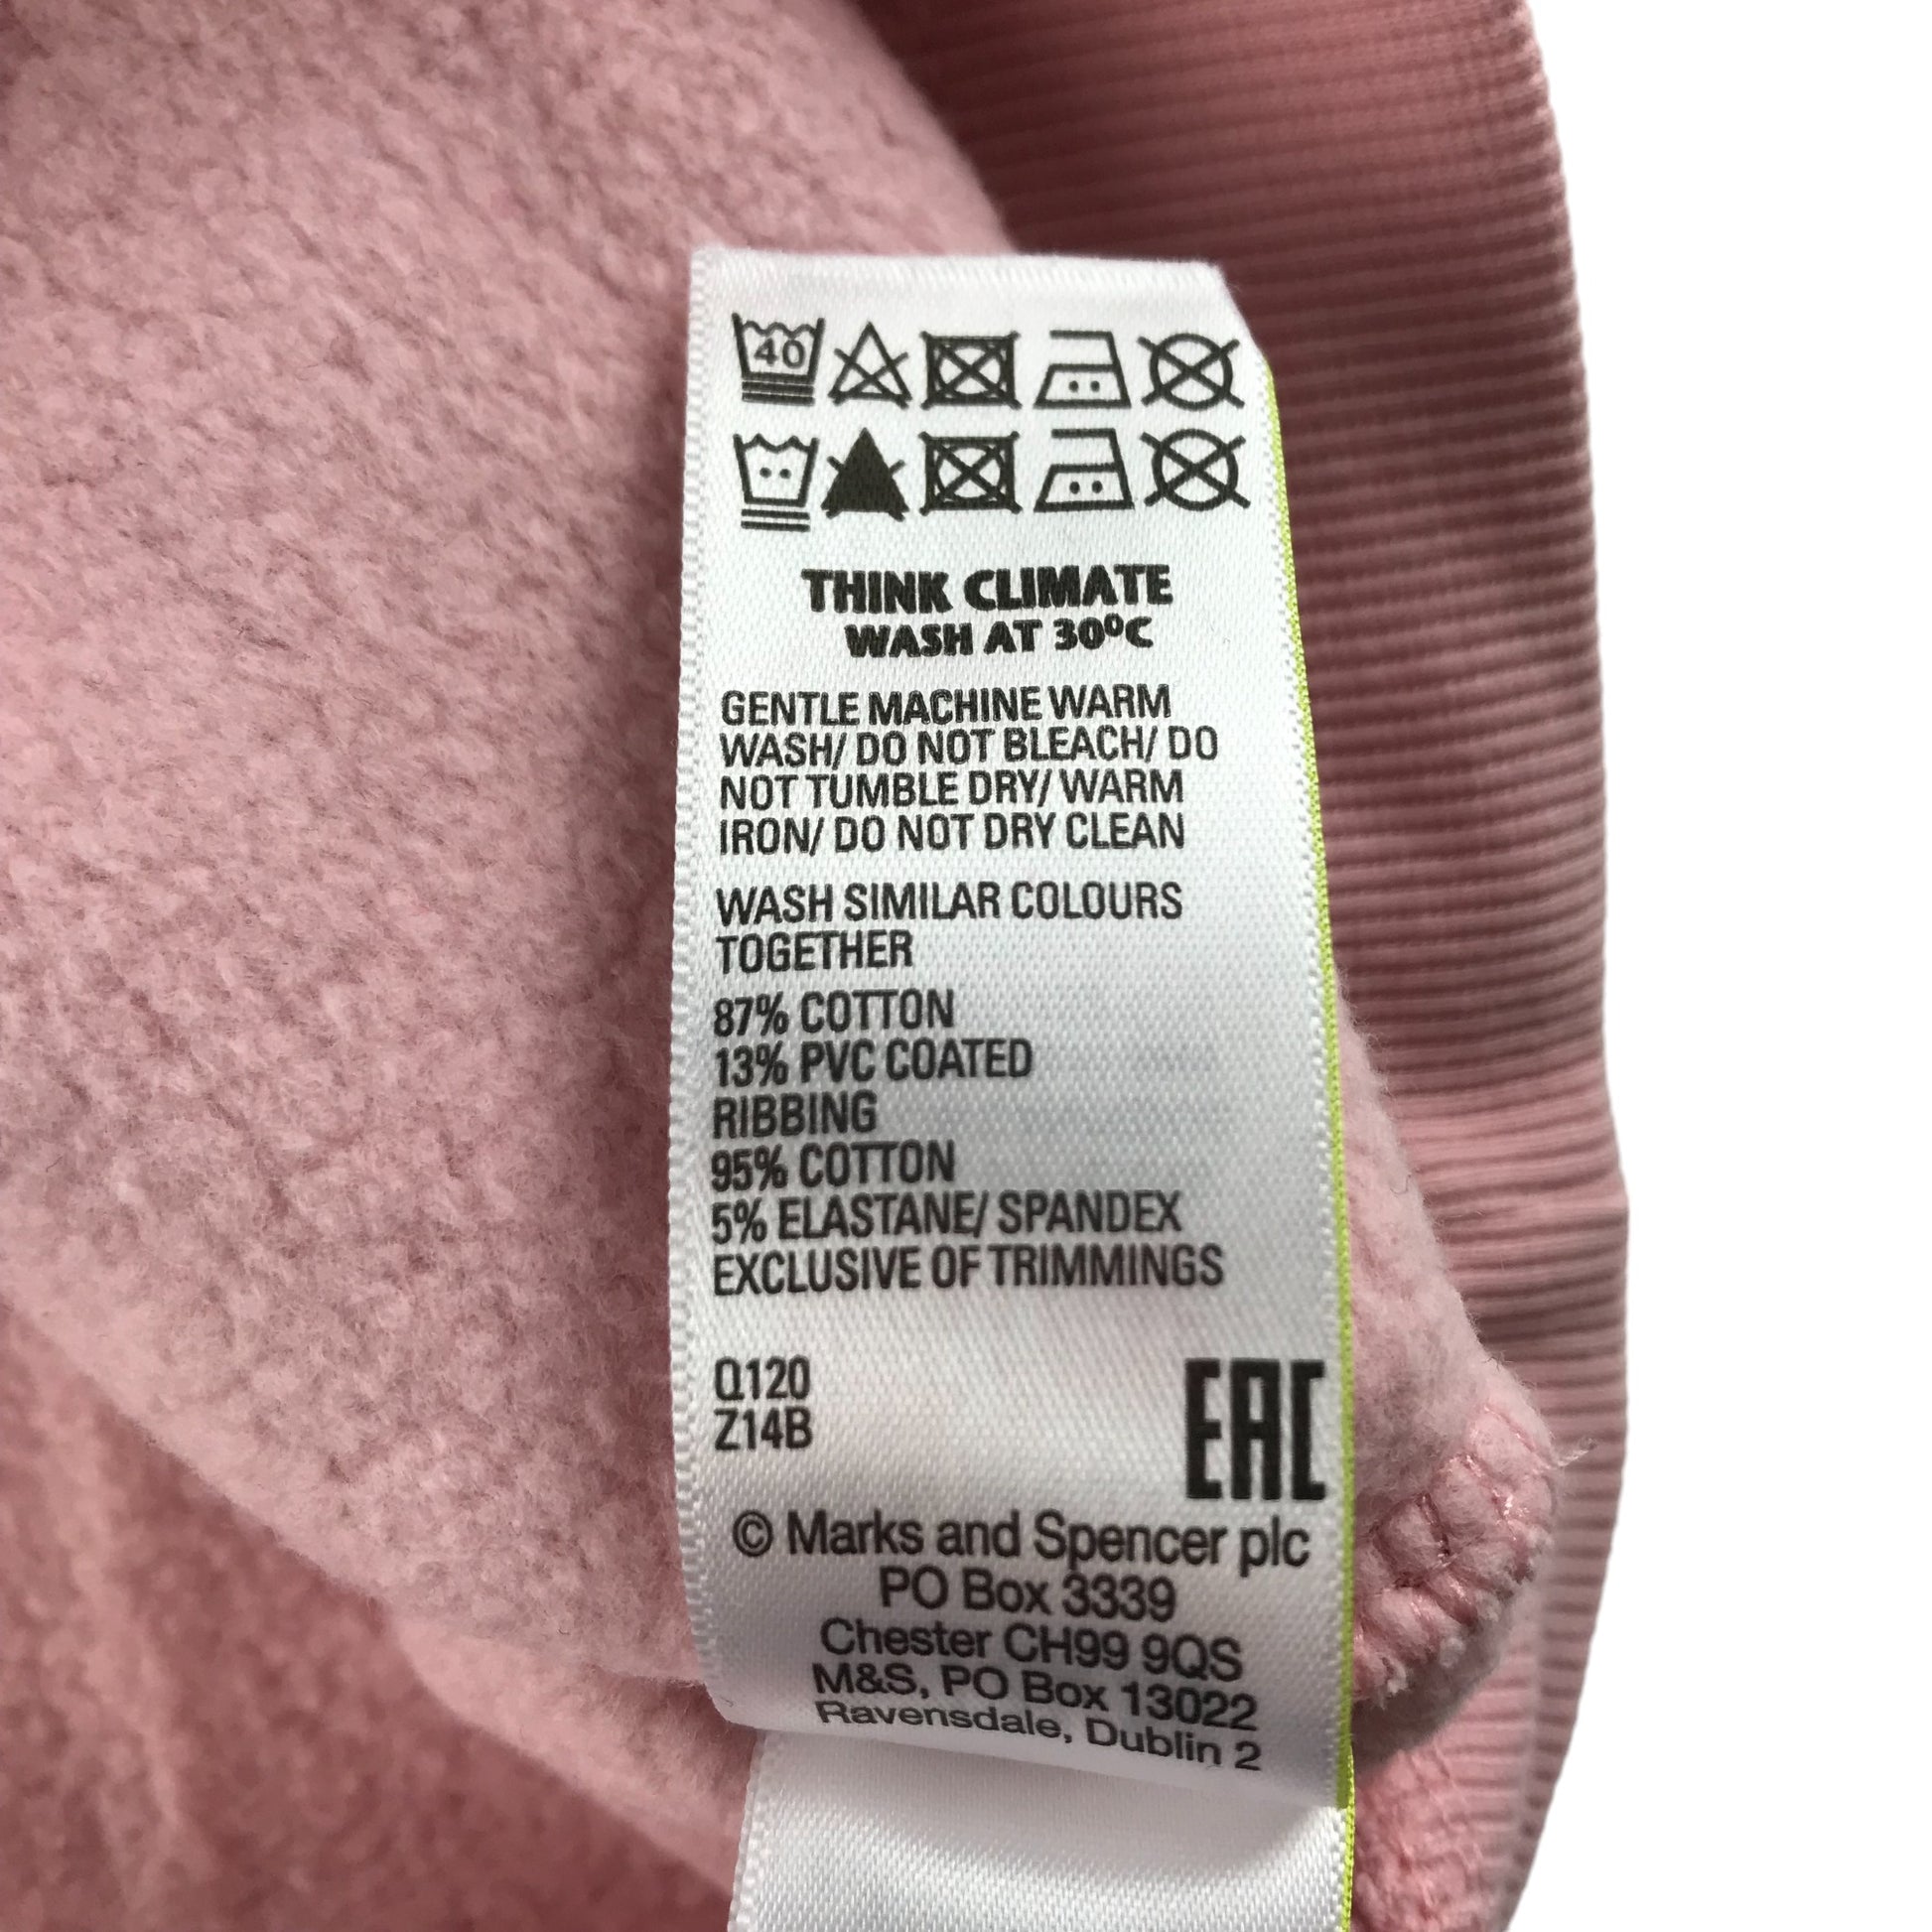 40
THINK CLIMATE
WASH AT 30ºC
GENTLE MACHINE WARM
WASH/ DO NOT BLEACH/ DO
NOT TUMBLE DRY/ WARM
IRON/ DO NOT DRY CLEAN
WASH SIMILAR COLOURS
TOGETHER
87% COTTON
13% PVC COATED
RIBBING
95% COTTON
5% ELASTANE/ SPANDEX
EXCLUSIVE OF TRIMMINGS
Q120
Z14B
EAC
© Marks and Spencer plc
PO Box 3339
Chester CH99 9QS
M&S, PO Box 13022
Ravensdale, Dublin 2